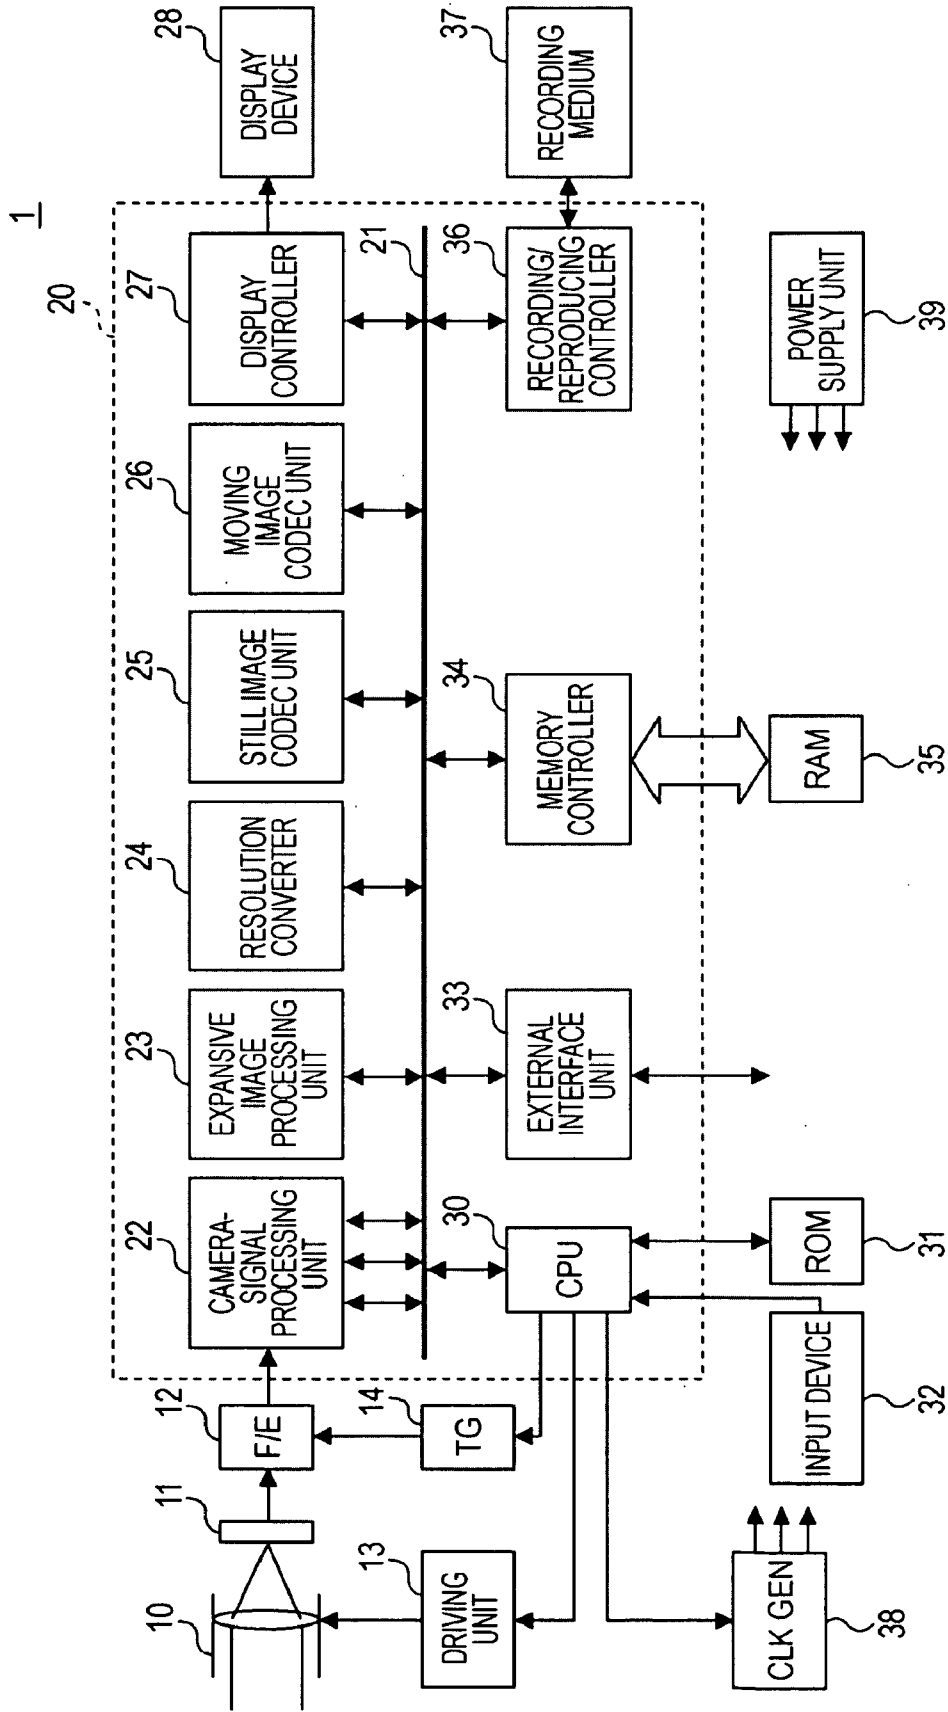 1
20
10
11
12
F/E
22
CAMERA-
SIGNAL
PROCESSING
UNIT
23
EXPANSIVE
IMAGE
PROCESSING
UNIT
24
RESOLUTION
CONVERTER
25
STILL IMAGE
CODEC UNIT
26
MOVING
IMAGE
CODEC UNIT
27
DISPLAY
CONTROLLER
28
DISPLAY
DEVICE
21
13
DRIVING
UNIT
14
TG
30
CPU
33
EXTERNAL
INTERFACE
UNIT
34
MEMORY
CONTROLLER
36
RECORDING/
REPRODUCING
CONTROLLER
37
RECORDING
MEDIUM
CLK GEN
38
INPUT DEVICE
32
ROM
31
RAM
35
POWER
SUPPLY UNIT
39